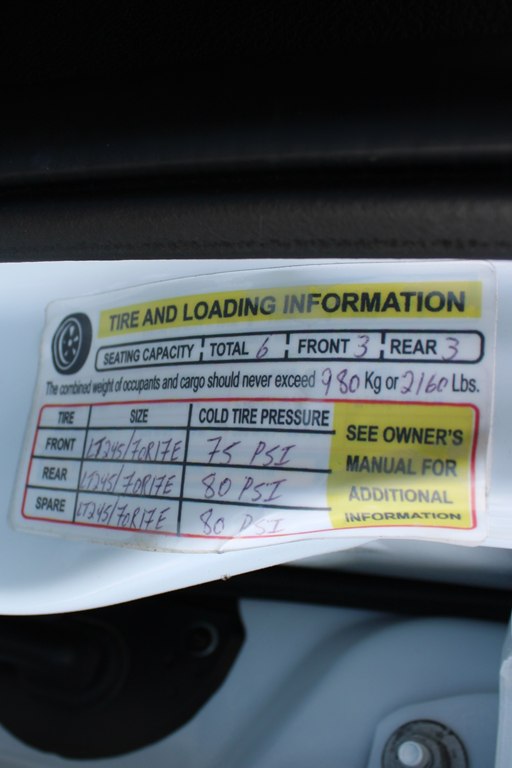 TIRE AND LOADING INFORMATION
SEATING CAPACITY TOTAL 6 FRONT 3 REAR 3
The combined weight of occupants and cargo should never exceed 980 Kg or 2160 Lbs.
TIRE SIZE COLD TIRE PRESSURE
FRONT LT245/70R17E 75 PSI
REAR LT245/70R17E 80 PSI
SPARE LT245/70R17E 80 PSI
SEE OWNER'S
MANUAL FOR
ADDITIONAL
INFORMATION